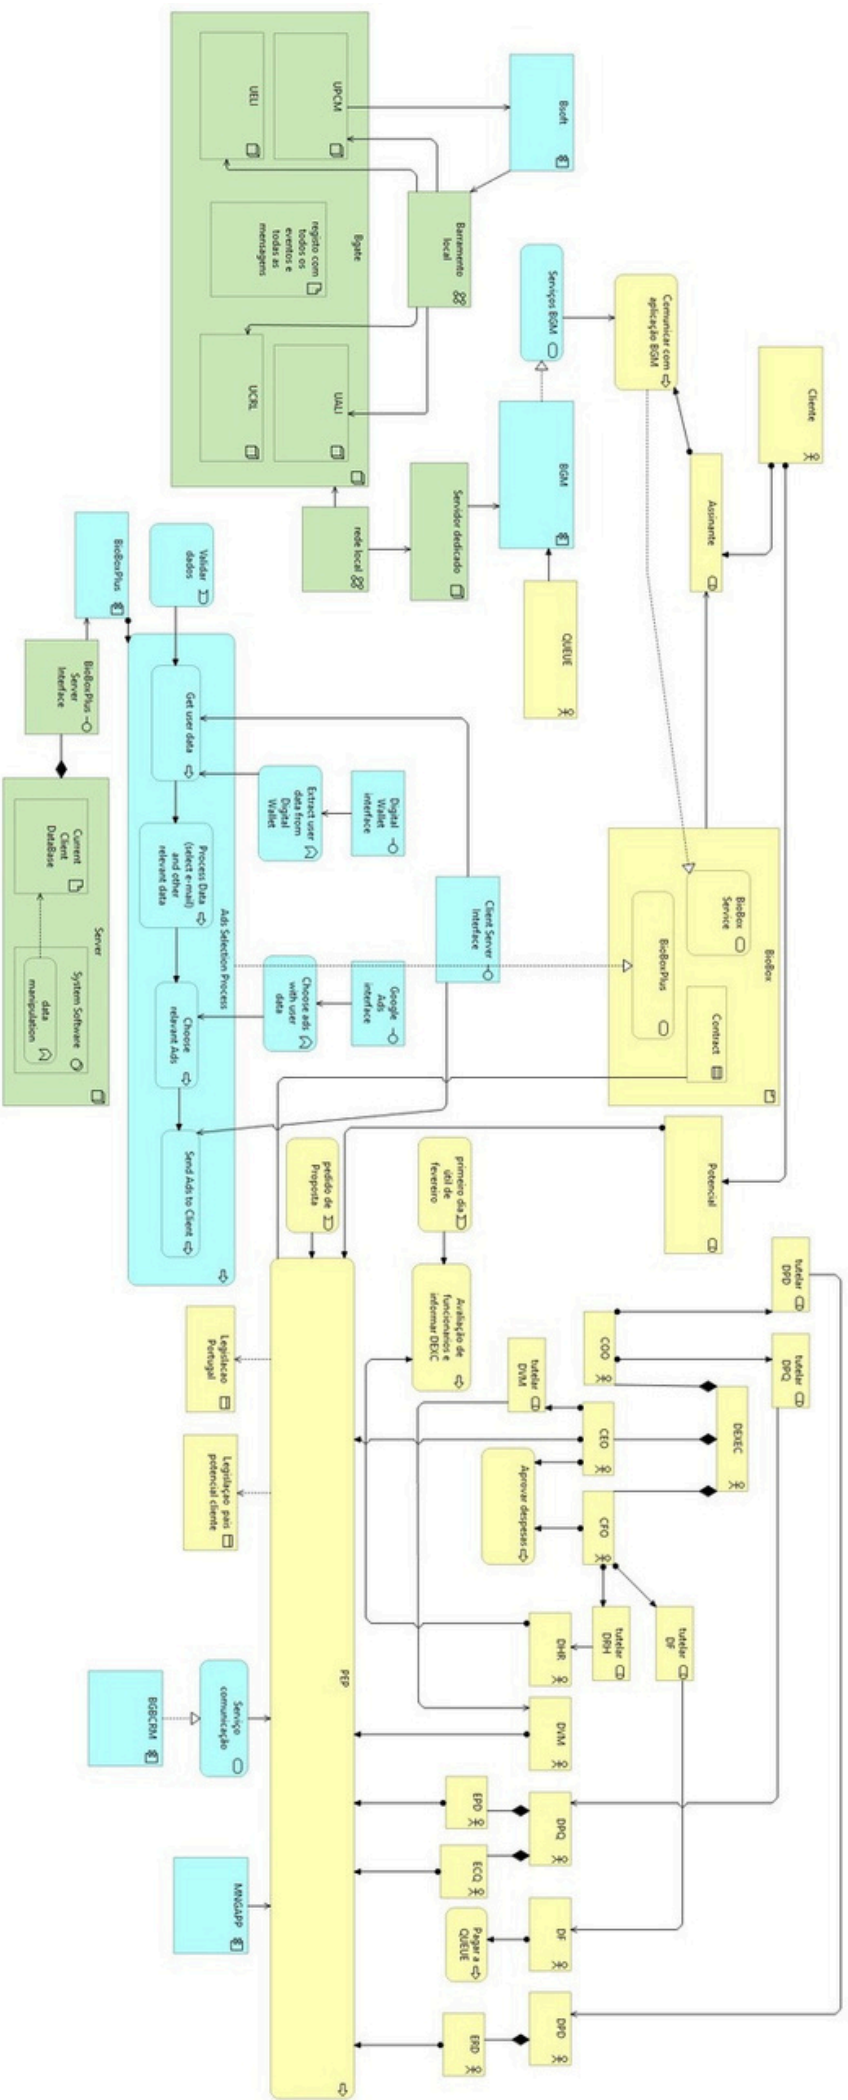 Cliente
tutelar
DPD
tutelar
DPQ
Assinante
BioBox
BioBox
Service
BioBoxPlus
Contract
Potencial
DEXEC
Comunicar com
aplicação BGM
COO
CEO
CFO
tutelar
DF
tutelar
DRH
Bsoft
Serviços BGM
BGM
QUEUE
tutelar
DVM
Aprovar despesas
DHR
DVM
DPQ
DF
DPD
Barramento
local
Servidor dedicado
Client Server
Interface
primeiro dia
útil de
fevereiro
Avaliação de
funcionarios e
informar DEXC
EPD
ECQ
Pagar a
QUEUE
ERD
Bgate
UPCM
UELI
registo com
todos os
eventos e
todas as
mensagens
UALI
UCRL
rede local
Digital
Wallet
interface
Google
Ads
interface
Extract user
data from
Digital
Wallet
Choose ads
with user
data
pedido de
Proposta
PEP
Validar
dados
Ads Selection Process
Get user data
Process Data
(select e-mail)
and other
relevant data
Choose
relevant Ads
Send Ads to Client
Legislacao
Portugal
Legislaçao pais
potencial cliente
Serviço
comunicação
BGBCRM
MNGAPP
BioBoxPlus
BioBoxPlus
Server
Interface
Server
Current
Client
DataBase
System Software
data
manipulation